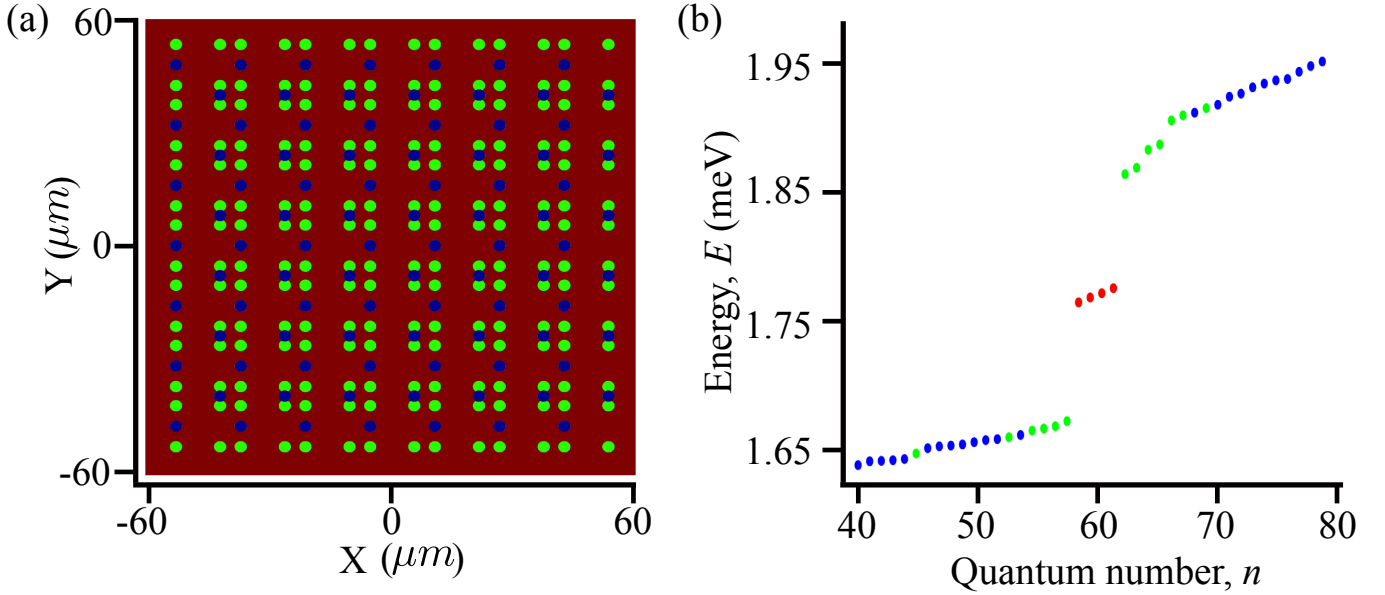 (a)
60
0
-60
Y (μm)
-60
0
60
X (μm)
(b)
1.95
1.85
1.75
1.65
Energy, E (meV)
40
50
60
70
80
Quantum number, n